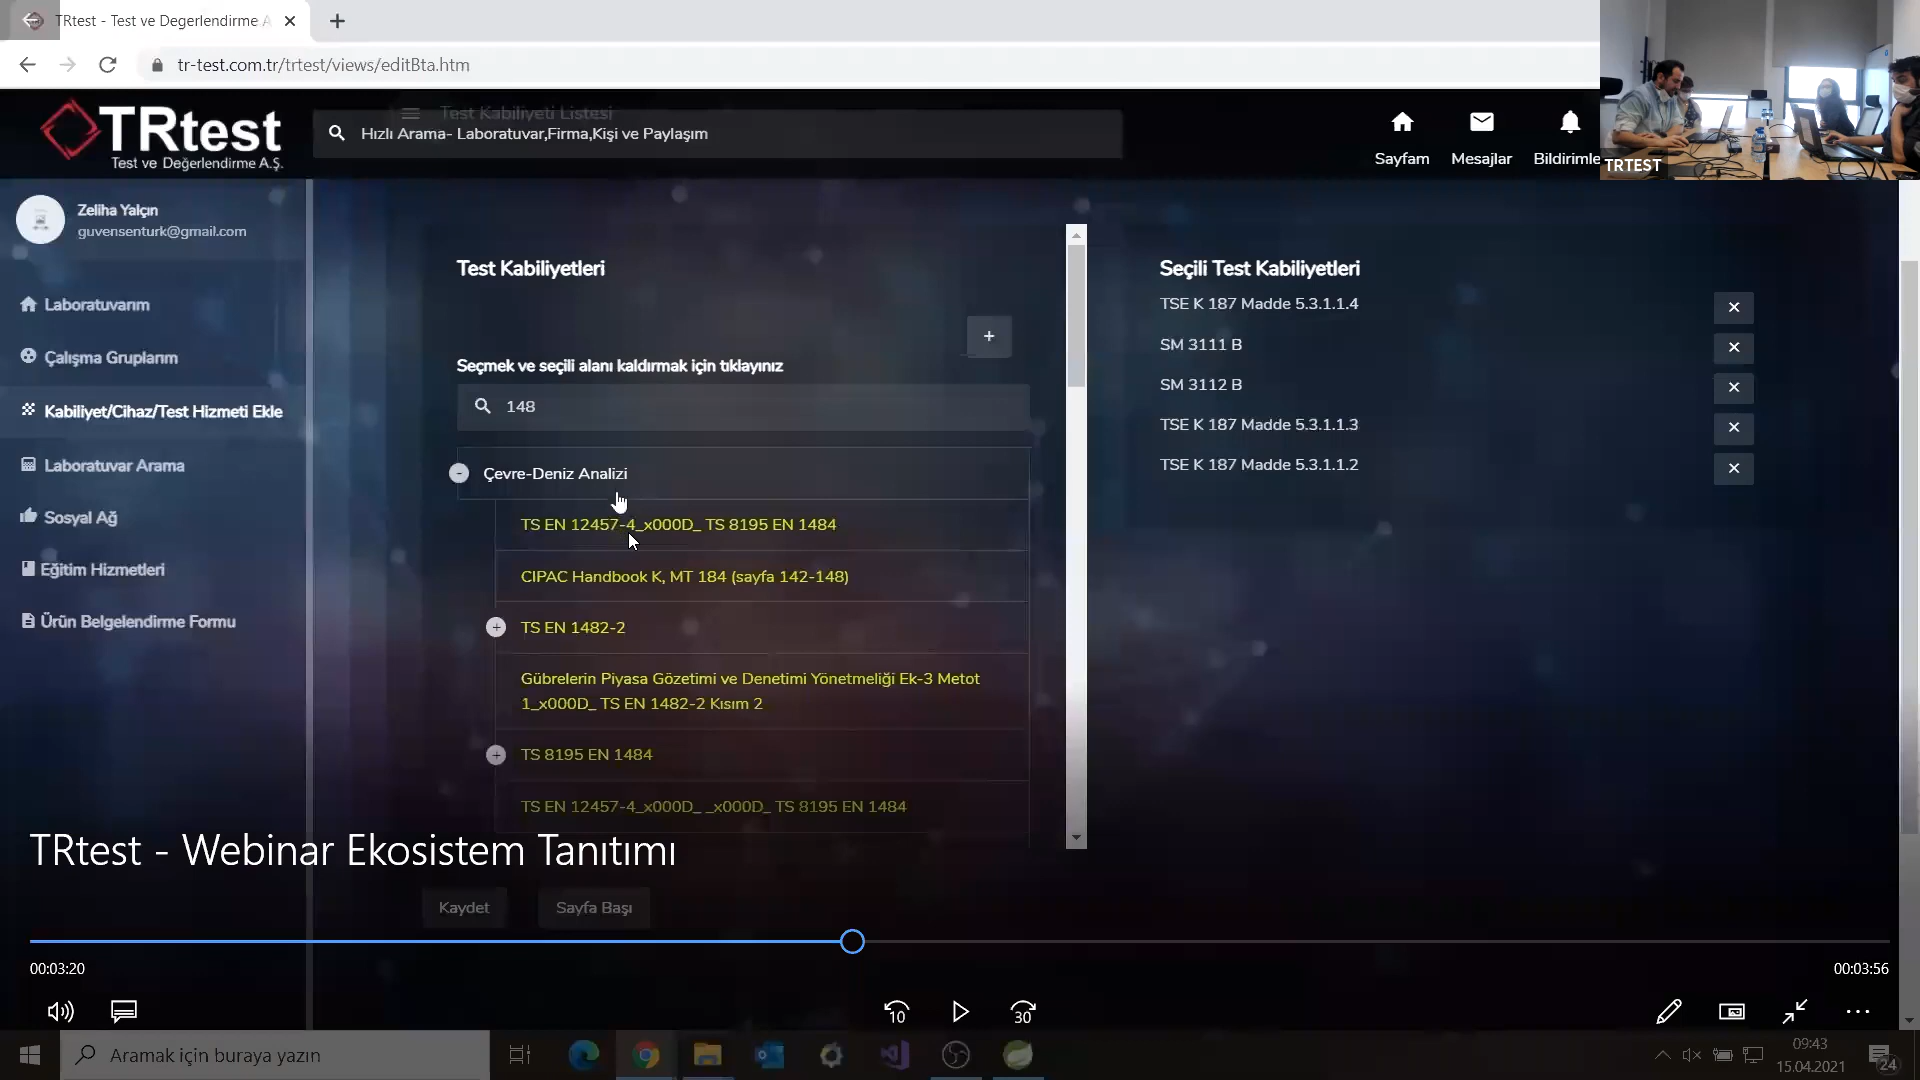 TRtest - Test ve Degerlendirme A
tr-test.com.tr/trtest/views/editBta.htm
TRtest
Test ve Değerlendirme A.Ş.
Test Kabiliyeti Listesi
Hızlı Arama- Laboratuvar,Firma,Kişi ve Paylaşım
Sayfam
Mesajlar
Bildirimle
TRTEST
Zeliha Yalçın
guvensenturk@gmail.com
Laboratuvarım
Çalışma Gruplarım
Kabiliyet/Cihaz/Test Hizmeti Ekle
Laboratuvar Arama
Sosyal Ağ
Eğitim Hizmetleri
Ürün Belgelendirme Formu
Test Kabiliyetleri
+
Seçmek ve seçili alanı kaldırmak için tıklayınız
148
Çevre-Deniz Analizi
TS EN 12457-4_x000D_ TS 8195 EN 1484
CIPAC Handbook K, MT 184 (sayfa 142-148)
TS EN 1482-2
Gübrelerin Piyasa Gözetimi ve Denetimi Yönetmeliği Ek-3 Metot
1_x000D_ TS EN 1482-2 Kısım 2
TS 8195 EN 1484
TS EN 12457-4_x000D_ _x000D_ TS 8195 EN 1484
Seçili Test Kabiliyetleri
TSE K 187 Madde 5.3.1.1.4
SM 3111 B
SM 3112 B
TSE K 187 Madde 5.3.1.1.3
TSE K 187 Madde 5.3.1.1.2
TRtest - Webinar Ekosistem Tanıtımı
Kaydet
Sayfa Başı
00:03:20
00:03:56
10
30
Aramak için buraya yazın
09:43
15.04.2021
24